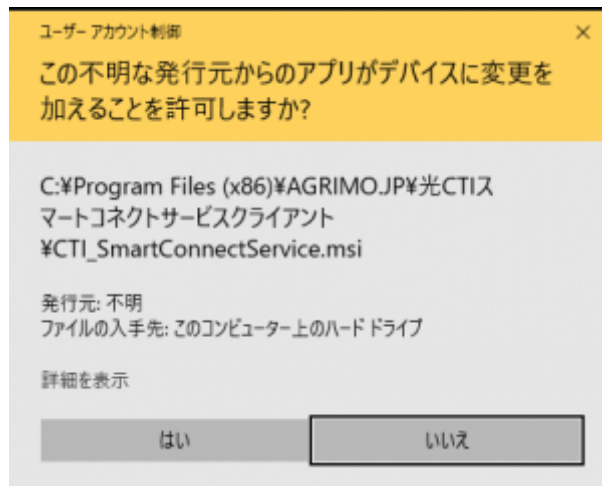 ユーザー アカウント制御
この不明な発行元からのアプリがデバイスに変更を
加えることを許可しますか?
C:¥Program Files (x86)¥AGRIMO.JP¥光CTIス
マートコネクトサービスクライアント
¥CTI_SmartConnectService.msi
発行元: 不明
ファイルの入手先: このコンピューター上のハード ドライブ
詳細を表示
はい
いいえ